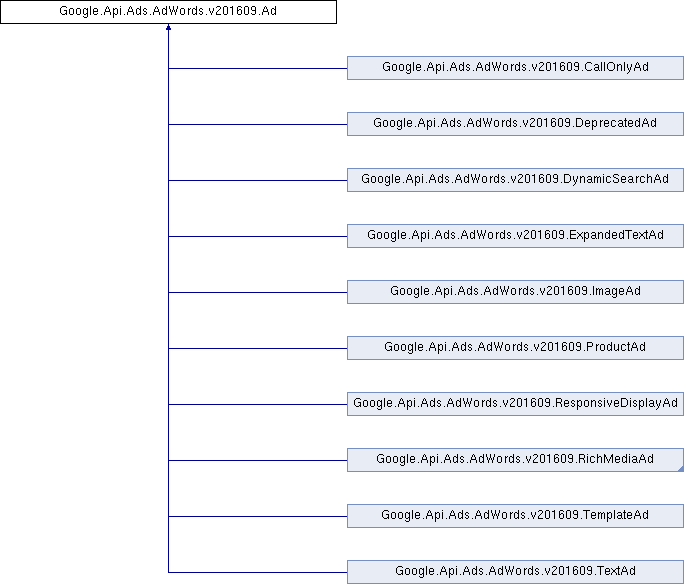 Google.Api.Ads.AdWords.v201609.Ad
Google.Api.Ads.AdWords.v201609.CallOnlyAd
Google.Api.Ads.AdWords.v201609.DeprecatedAd
Google.Api.Ads.AdWords.v201609.DynamicSearchAd
Google.Api.Ads.AdWords.v201609.ExpandedTextAd
Google.Api.Ads.AdWords.v201609.ImageAd
Google.Api.Ads.AdWords.v201609.ProductAd
Google.Api.Ads.AdWords.v201609.ResponsiveDisplayAd
Google.Api.Ads.AdWords.v201609.RichMediaAd
Google.Api.Ads.AdWords.v201609.TemplateAd
Google.Api.Ads.AdWords.v201609.TextAd